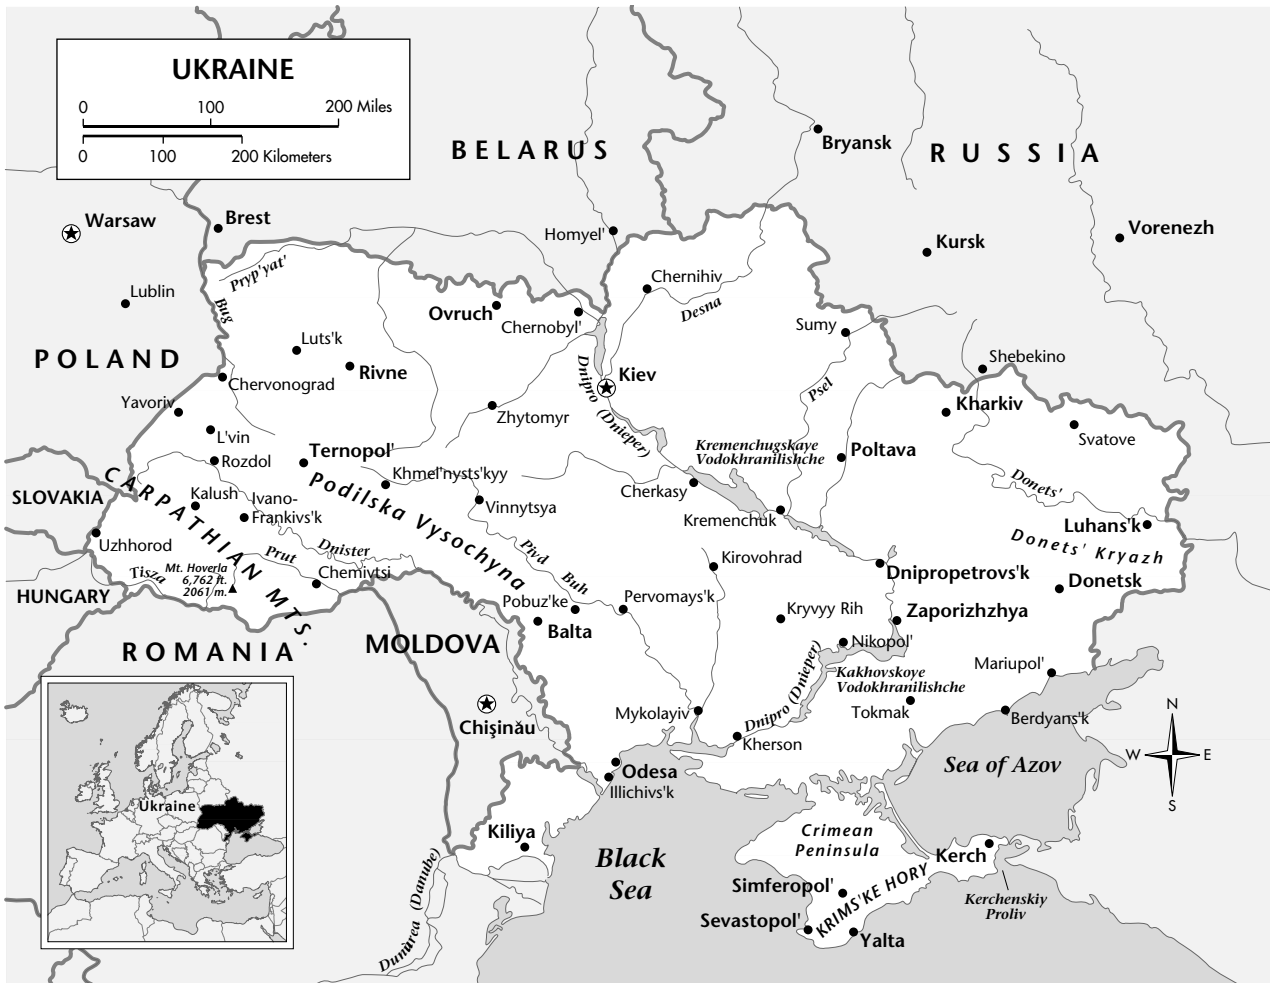 UKRAINE
0 100 200 Miles
0 100 200 Kilometers
BELARUS
RUSSIA
Bryansk
Warsaw
Brest
Homyel'
Kursk
Vorenezh
Lublin
Pryp'yat'
Bug
Chernihiv
Desna
Ovruch
Chernobyl'
Sumy
POLAND
Luts'k
Rivne
Shebekino
Chervonograd
Kiev
Dnipro (Dnieper)
Psel
Yavoriv
Zhytomyr
Kharkiv
Svatove
L'vin
Rozdol
Ternopol'
Kremenchugskaye
Vodokhranilishche
Poltava
Khmel'nysts'kyy
Cherkasy
Donets'
SLOVAKIA
CARPATHIAN MTS.
Kalush
Ivano-
Frankivs'k
Podilska Vysochyna
Vinnytsya
Kremenchuk
Luhans'k
Uzhhorod
Dnister
Prut
Pivd Buh
Kirovohrad
Donets' Kryazh
Tisza
Mt. Hoverla
6,762 ft.
2061 m.
Chemivtsi
Dnipropetrovs'k
Donetsk
HUNGARY
Pobuz'ke
Pervomays'k
Kryvyy Rih
Zaporizhzhya
Balta
ROMANIA
MOLDOVA
Nikopol'
Mariupol'
Kakhovskoye
Vodokhranilishche
Dnipro (Dnieper)
Tokmak
Chişinău
Mykolayiv
Berdyans'k
Kherson
N
W E
S
Odesa
Illichivs'k
Sea of Azov
Ukraine
Kiliya
Crimean
Peninsula
Black
Sea
Kerch
Simferopol'
KRIMS'KE HORY
Kerchenskiy
Proliv
Sevastopol'
Yalta
Dunărea (Danube)